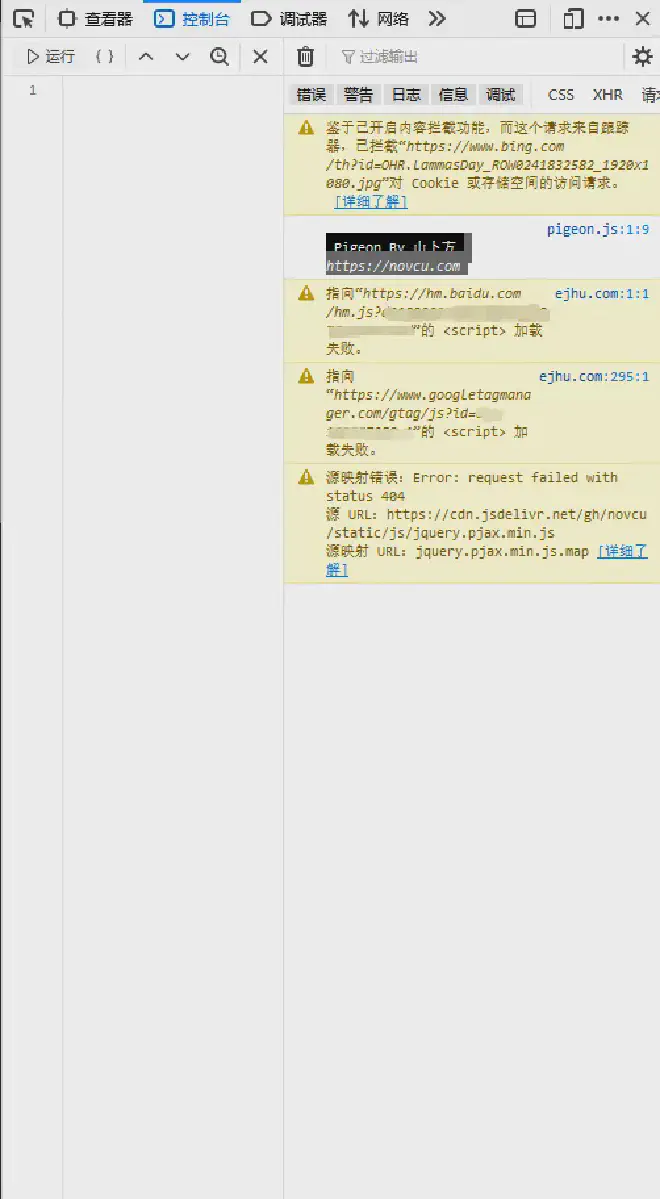 查看器 控制台 调试器 网络
运行 { } 过滤输出
1
错误 警告 日志 信息 调试 CSS XHR
鉴于已开启内容拦截功能，而这个请求来自跟踪
器，已拦截“https://www.bing.com
/th?id=OHR.LammasDay_ROW0241832582_1920x1
080.jpg”对 Cookie 或存储空间的访问请求。
[详细了解]
pigeon.js:1:9
Pigeon By 山卜方
https://novcu.com
指向“https://hm.baidu.com ejhu.com:1:1
/hm.js?
”的 <script> 加载
失败。
指向 ejhu.com:295:1
“https://www.googletagmana
ger.com/gtag/js?id=
”的 <script> 加
载失败。
源映射错误：Error: request failed with
status 404
源 URL：https://cdn.jsdelivr.net/gh/novcu
/static/js/jquery.pjax.min.js
源映射 URL：jquery.pjax.min.js.map [详细了
解]